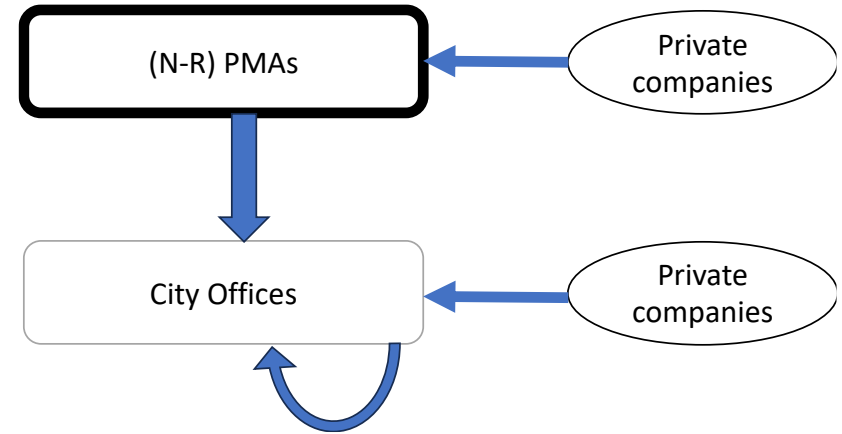 (N-R) PMAs
Private
companies
City Offices
Private
companies